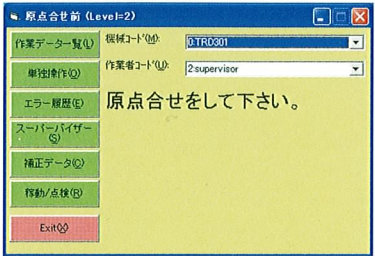 原点合せ前 (Level=2)
作業データ一覧(L)
機械コード(M):
0:TRD301
単独操作(O)
作業者コード(U):
2:supervisor
エラー履歴(E)
原点合せをして下さい。
スーパーバイザー
(S)
補正データ(C)
稼動/点検(R)
Exit(X)